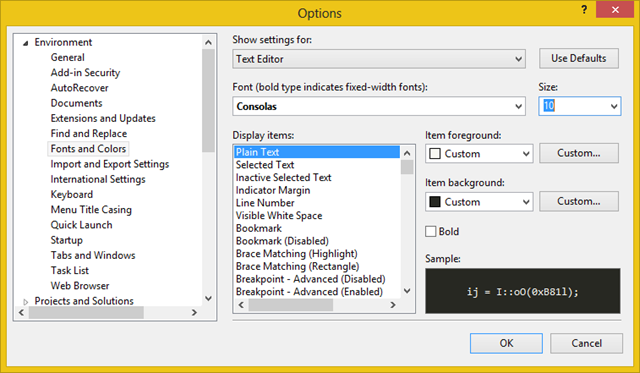 Options
?
Environment
General
Add-in Security
AutoRecover
Documents
Extensions and Updates
Find and Replace
Fonts and Colors
Import and Export Settings
International Settings
Keyboard
Menu Title Casing
Quick Launch
Startup
Tabs and Windows
Task List
Web Browser
Projects and Solutions
Show settings for:
Text Editor
Use Defaults
Font (bold type indicates fixed-width fonts):
Size:
Consolas
10
Display items:
Plain Text
Selected Text
Inactive Selected Text
Indicator Margin
Line Number
Visible White Space
Bookmark
Bookmark (Disabled)
Brace Matching (Highlight)
Brace Matching (Rectangle)
Breakpoint - Advanced (Disabled)
Breakpoint - Advanced (Enabled)
Item foreground:
Custom
Custom...
Item background:
Custom
Custom...
Bold
Sample:
ij = I::oO(0xB81l);
OK
Cancel